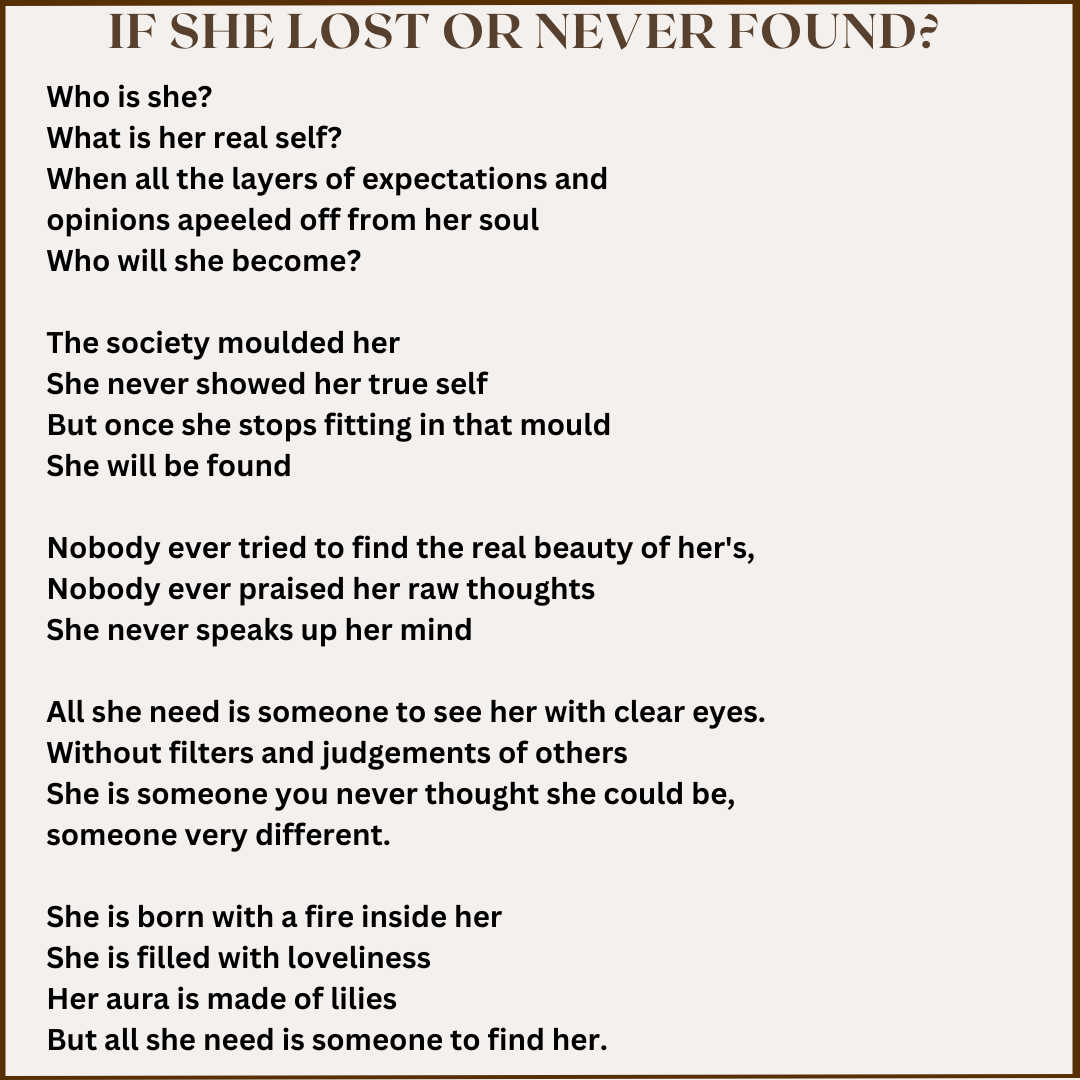 IF SHE LOST OR NEVER FOUND?
Who is she?
What is her real self?
When all the layers of expectations and
opinions apeeled off from her soul
Who will she become?
The society moulded her
She never showed her true self
But once she stops fitting in that mould
She will be found
Nobody ever tried to find the real beauty of her's,
Nobody ever praised her raw thoughts
She never speaks up her mind
All she need is someone to see her with clear eyes.
Without filters and judgements of others
She is someone you never thought she could be,
someone very different.
She is born with a fire inside her
She is filled with loveliness
Her aura is made of lilies
But all she need is someone to find her.